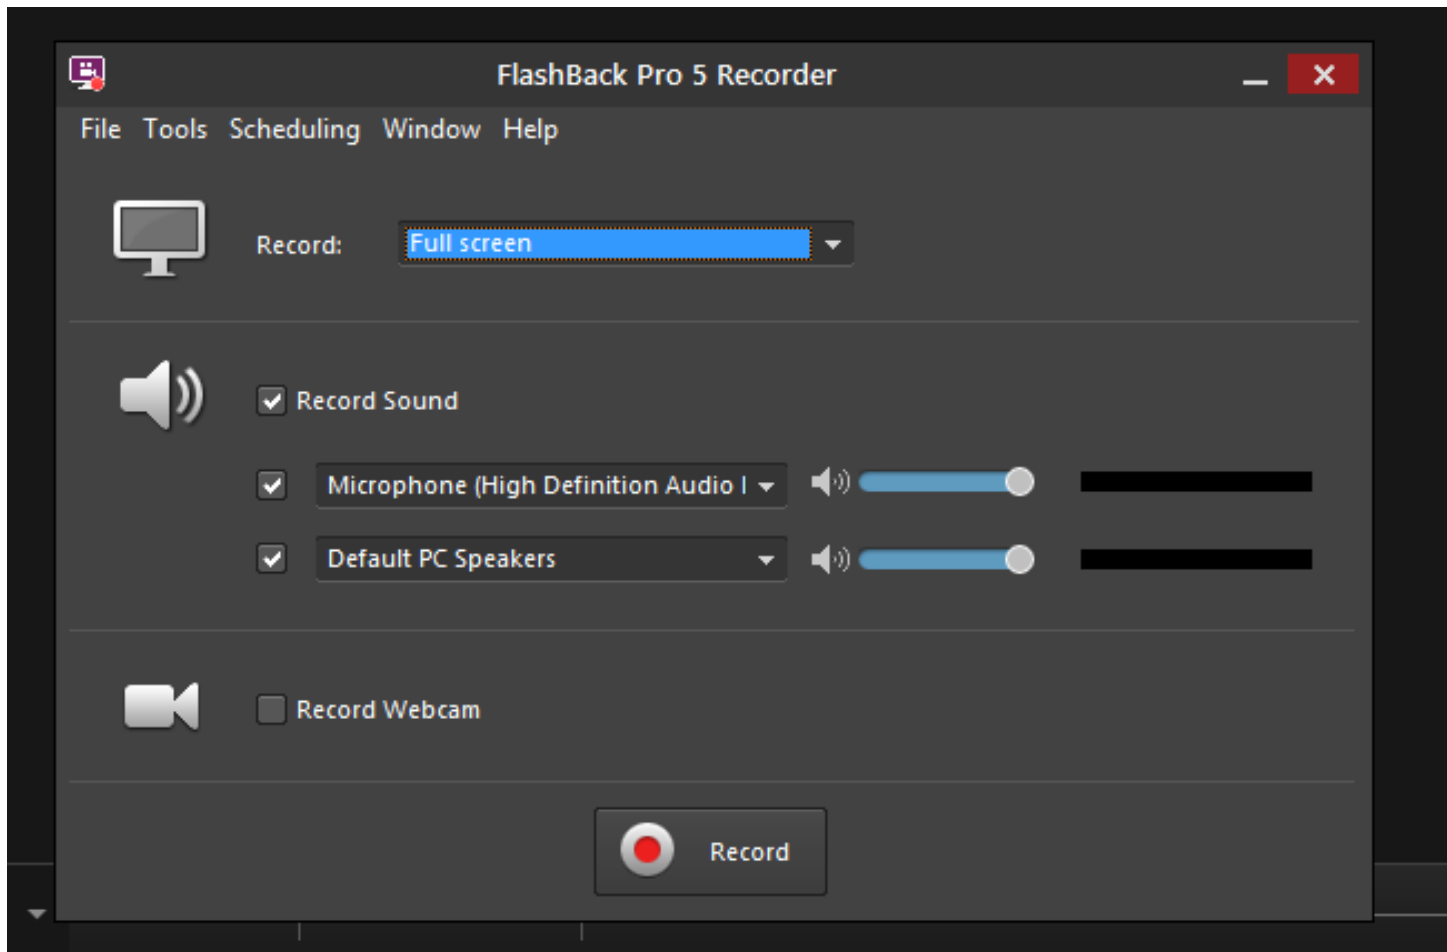 FlashBack Pro 5 Recorder
File Tools Scheduling Window Help
Record: Full screen
Record Sound
Microphone (High Definition Audio
Default PC Speakers
Record Webcam
Record